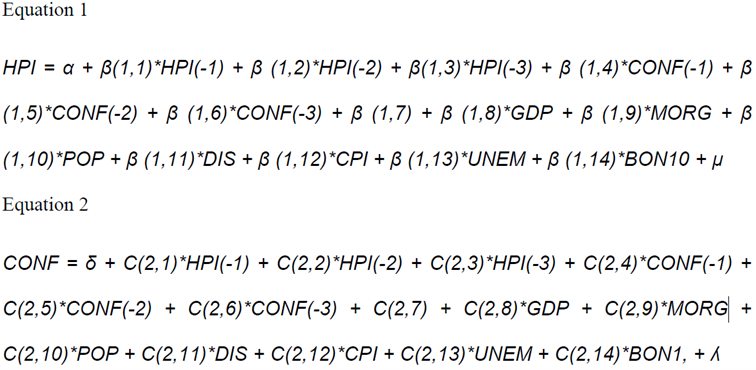 Equation 1
HPI = α + β(1,1)*HPI(-1) + β (1,2)*HPI(-2) + β(1,3)*HPI(-3) + β (1,4)*CONF(-1) + β
(1,5)*CONF(-2) + β (1,6)*CONF(-3) + β (1,7) + β (1,8)*GDP + β (1,9)*MORG + β
(1,10)*POP + β (1,11)*DIS + β (1,12)*CPI + β (1,13)*UNEM + β (1,14)*BON10 + μ
Equation 2
CONF = δ + C(2,1)*HPI(-1) + C(2,2)*HPI(-2) + C(2,3)*HPI(-3) + C(2,4)*CONF(-1) +
C(2,5)*CONF(-2) + C(2,6)*CONF(-3) + C(2,7) + C(2,8)*GDP + C(2,9)*MORG +
C(2,10)*POP + C(2,11)*DIS + C(2,12)*CPI + C(2,13)*UNEM + C(2,14)*BON1, + ʎ